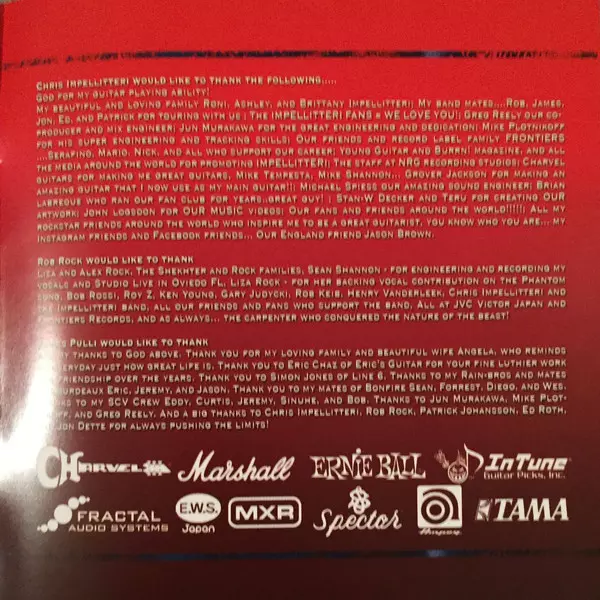 Chris Impellitteri would like to thank the following.....
God for my guitar playing ability!
My beautiful and loving family Roni, Ashley, and Brittany Impellitteri! My band mates....Rob, James,
Jon, Ed, and Patrick for touring with us ! The IMPELLITTERI FANS = WE LOVE YOU!; Greg Reely our co-
producer and mix engineer; Jun Murakawa for the great engineering and dedication; Mike Plotnikoff
for his super engineering and tracking skills; Our friends and record label family FRONTIERS
....Serafino, Mario, Nick, and all who support our career; Young Guitar and Burrn! Magazine, and all
the media around the world for promoting IMPELLITTERI; The staff at NRG recording studios; Charvel
guitars for making me great guitars, Mike Tempesta, Mike Shannon... Grover Jackson for making an
amazing guitar that I now use as my main guitar!; Michael Spiess our amazing sound engineer; Brian
Labreque who ran our fan club for years...great guy! ; Stan-W Decker and Teru for creating OUR
artwork; John Logsdon for OUR MUSIC videos; Our fans and friends around the world!!!!!; All my
rockstar friends around the world who inspire me to be a great guitarist, you know who you are... my
Instagram friends and Facebook friends... Our England friend Jason Brown.
Rob Rock would like to thank
Liza and Alex Rock, The Shekhter and Rock families, Sean Shannon - for engineering and recording my
vocals and Studio Live in Oviedo FL, Liza Rock - for her backing vocal contribution on the Phantom
song, Bob Rossi, Roy Z, Ken Young, Gary Judycki, Rob Keib, Henry Vanderleek, Chris Impellitteri and
the Impellitteri band, all our friends and fans who support the band, All at JVC Victor Japan and
Frontiers Records, and as always... the carpenter who conquered the nature of the beast!
Pulli would like to thank
my thanks to God above. Thank you for my loving family and beautiful wife Angela, who reminds
everyday just how great life is. Thank you to Eric Chaz of Eric's Guitar for your fine luthier work
friendship over the years. Thank you to Simon Jones of Line 6. Thanks to my Rain-Bros and mates
Eric, Jeremy, and Jason. Thank you to my mates of Bonfire Sean, Forrest, Diego, and Wes.
to my SCV Crew Eddy, Curtis, Jeremy, Sinuhe, and Bob. Thanks to Jun Murakawa, Mike Plot-
off, and Greg Reely. And a big thanks to Chris Impellitteri, Rob Rock, Patrick Johansson, Ed Roth,
Jon Dette for always pushing the limits!
Charvel Marshall ERNIE BALL InTune Guitar Picks, Inc.
FRACTAL AUDIO SYSTEMS E.W.S. Japan MXR Spector Ampeg TAMA